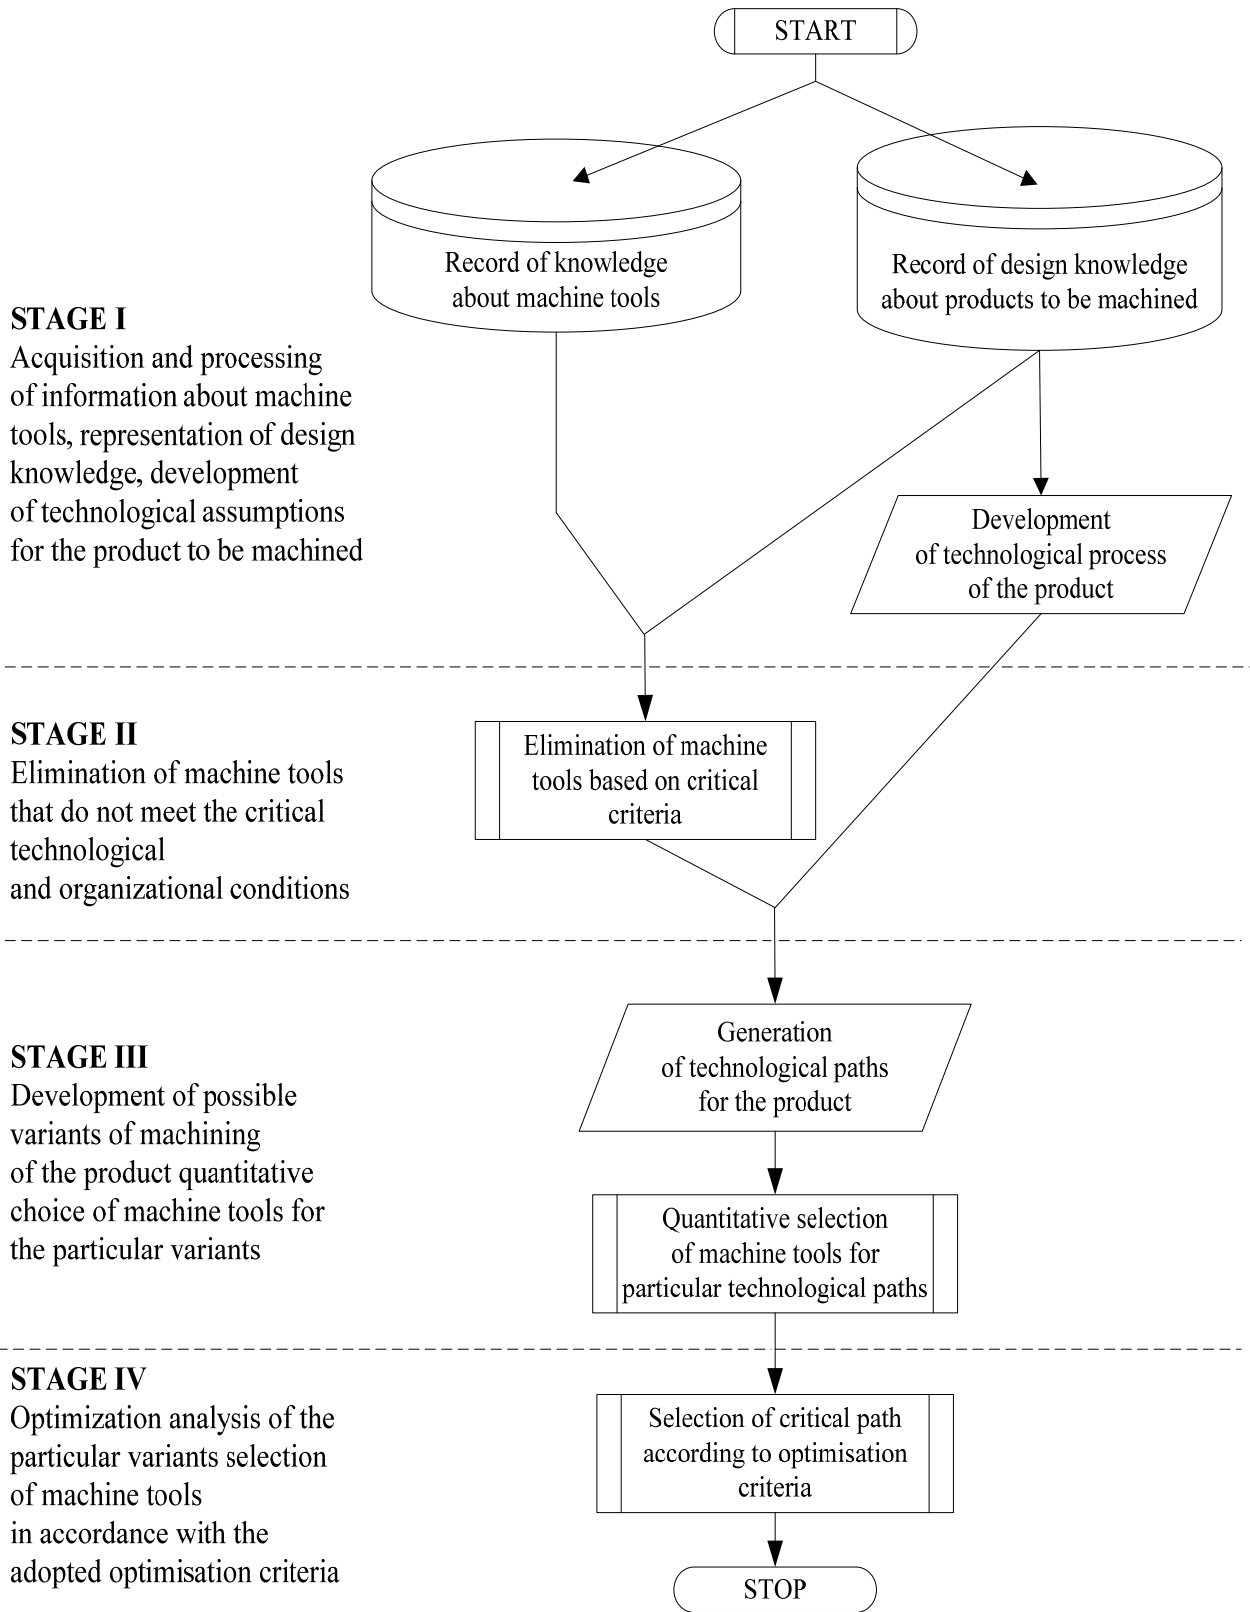 START
Record of knowledge
about machine tools
Record of design knowledge
about products to be machined
STAGE I
Acquisition and processing
of information about machine
tools, representation of design
knowledge, development
of technological assumptions
for the product to be machined
Development
of technological process
of the product
STAGE II
Elimination of machine tools
that do not meet the critical
technological
and organizational conditions
Elimination of machine
tools based on critical
criteria
STAGE III
Development of possible
variants of machining
of the product quantitative
choice of machine tools for
the particular variants
Generation
of technological paths
for the product
Quantitative selection
of machine tools for
particular technological paths
STAGE IV
Optimization analysis of the
particular variants selection
of machine tools
in accordance with the
adopted optimisation criteria
Selection of critical path
according to optimisation
criteria
STOP